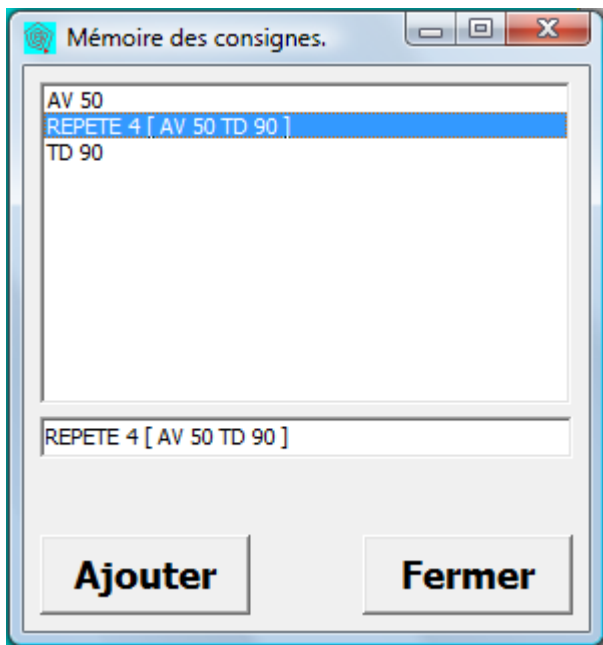 Mémoire des consignes.
AV 50
REPETE 4 [ AV 50 TD 90 ]
TD 90
REPETE 4 [ AV 50 TD 90 ]
Ajouter
Fermer